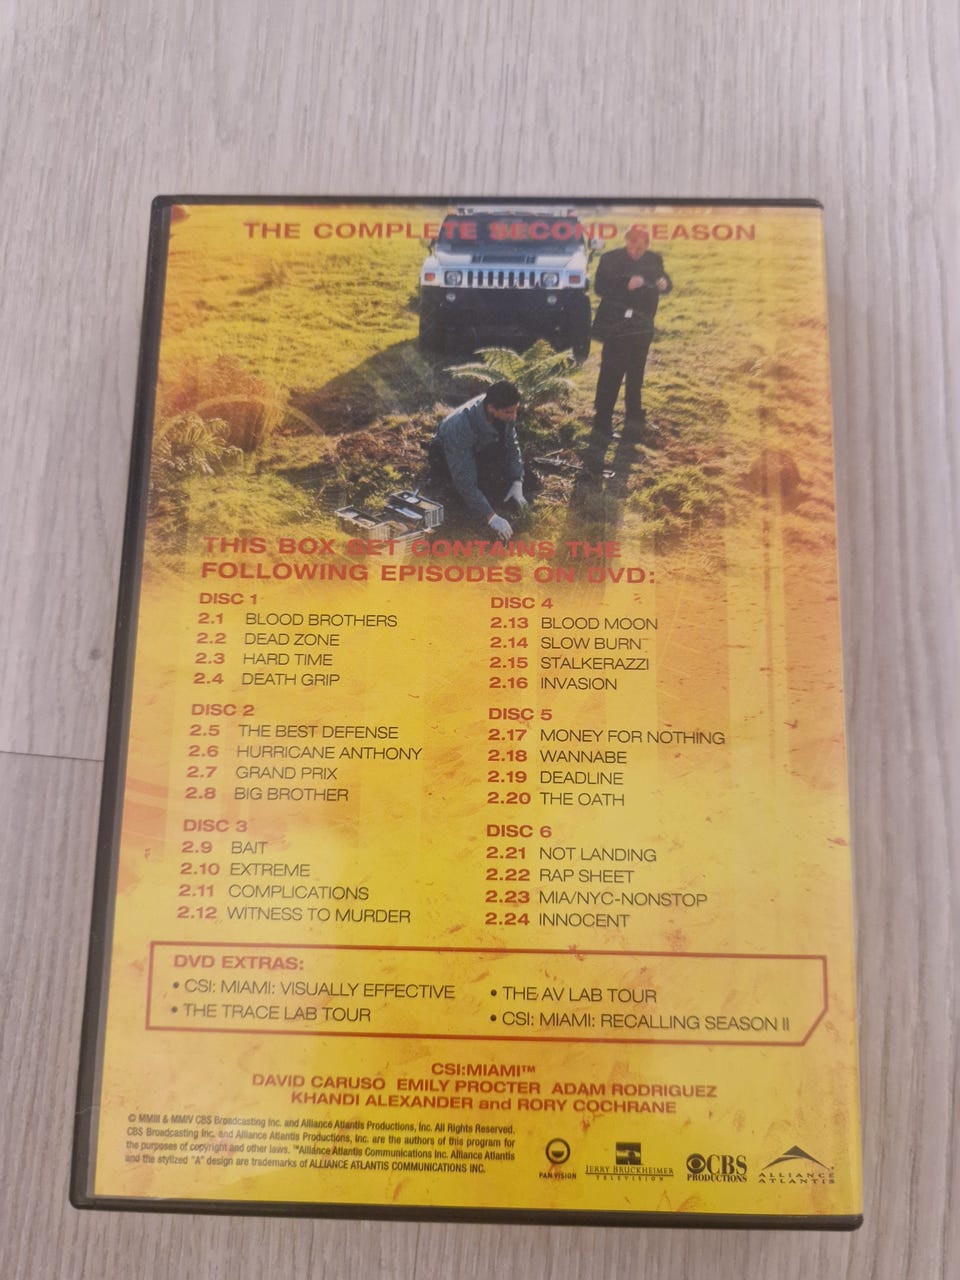 THE COMPLETE SECOND SEASON
THIS BOX SET CONTAINS THE
FOLLOWING EPISODES ON DVD:
DISC 1
2.1 BLOOD BROTHERS
2.2 DEAD ZONE
2.3 HARD TIME
2.4 DEATH GRIP
DISC 2
2.5 THE BEST DEFENSE
2.6 HURRICANE ANTHONY
2.7 GRAND PRIX
2.8 BIG BROTHER
DISC 3
2.9 BAIT
2.10 EXTREME
2.11 COMPLICATIONS
2.12 WITNESS TO MURDER
DISC 4
2.13 BLOOD MOON
2.14 SLOW BURN
2.15 STALKERAZZI
2.16 INVASION
DISC 5
2.17 MONEY FOR NOTHING
2.18 WANNABE
2.19 DEADLINE
2.20 THE OATH
DISC 6
2.21 NOT LANDING
2.22 RAP SHEET
2.23 MIA/NYC-NONSTOP
2.24 INNOCENT
DVD EXTRAS:
• CSI: MIAMI: VISUALLY EFFECTIVE
• THE TRACE LAB TOUR
• THE AV LAB TOUR
• CSI: MIAMI: RECALLING SEASON II
CSI:MIAMI™
DAVID CARUSO EMILY PROCTER ADAM RODRIGUEZ
KHANDI ALEXANDER and RORY COCHRANE
© MMIII & MMIV CBS Broadcasting Inc. and Alliance Atlantis Productions, Inc. All Rights Reserved.
CBS Broadcasting Inc. and Alliance Atlantis Productions, Inc. are the authors of this program for
the purposes of copyright and other laws. ™Alliance Atlantis Communications Inc. Alliance Atlantis
and the stylized "A" design are trademarks of ALLIANCE ATLANTIS COMMUNICATIONS INC.
PAN VISION
JERRY BRUCKHEIMER
TELEVISION
CBS
PRODUCTIONS
ALLIANCE
ATLANTIS